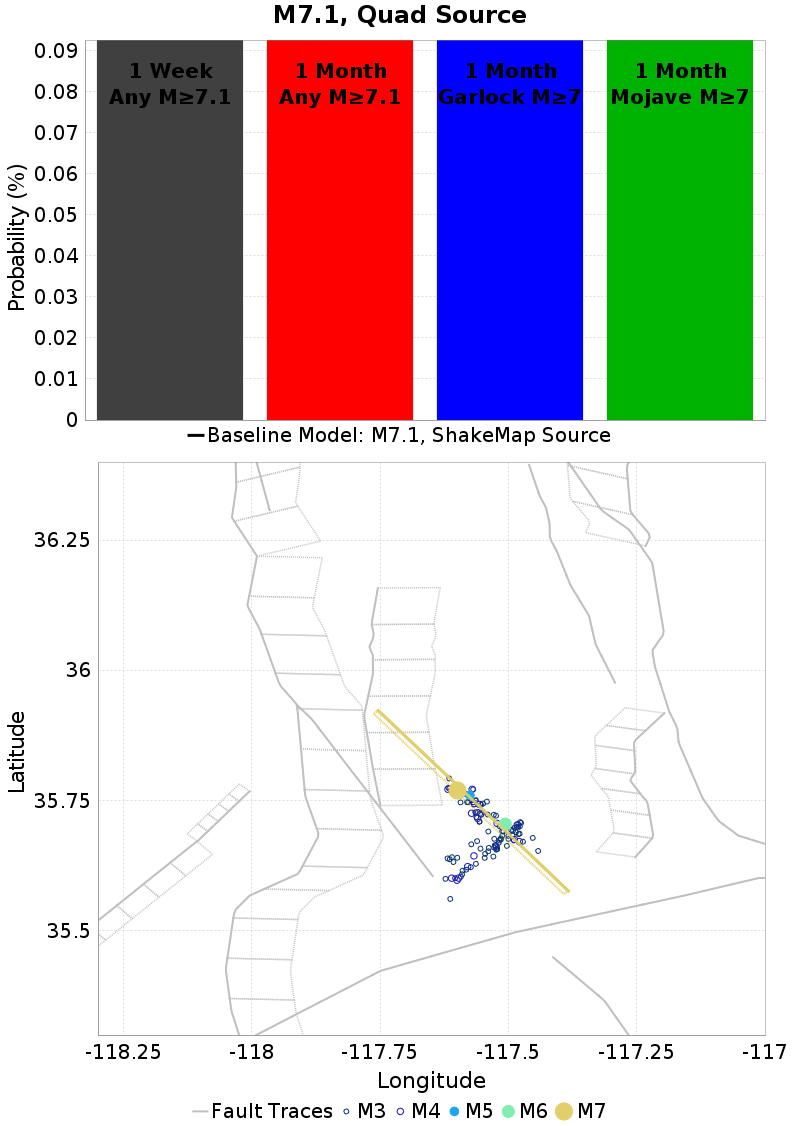 M7.1, Quad Source
1 Week
Any M≥7.1
1 Month
Any M≥7.1
1 Month
Garlock M≥7
1 Month
Mojave M≥7
Probability (%)
0.09
0.08
0.07
0.06
0.05
0.04
0.03
0.02
0.01
0
Baseline Model: M7.1, ShakeMap Source
Latitude
36.25
36
35.75
35.5
-118.25 -118 -117.75 -117.5 -117.25 -117
Longitude
Fault Traces M3 M4 M5 M6 M7